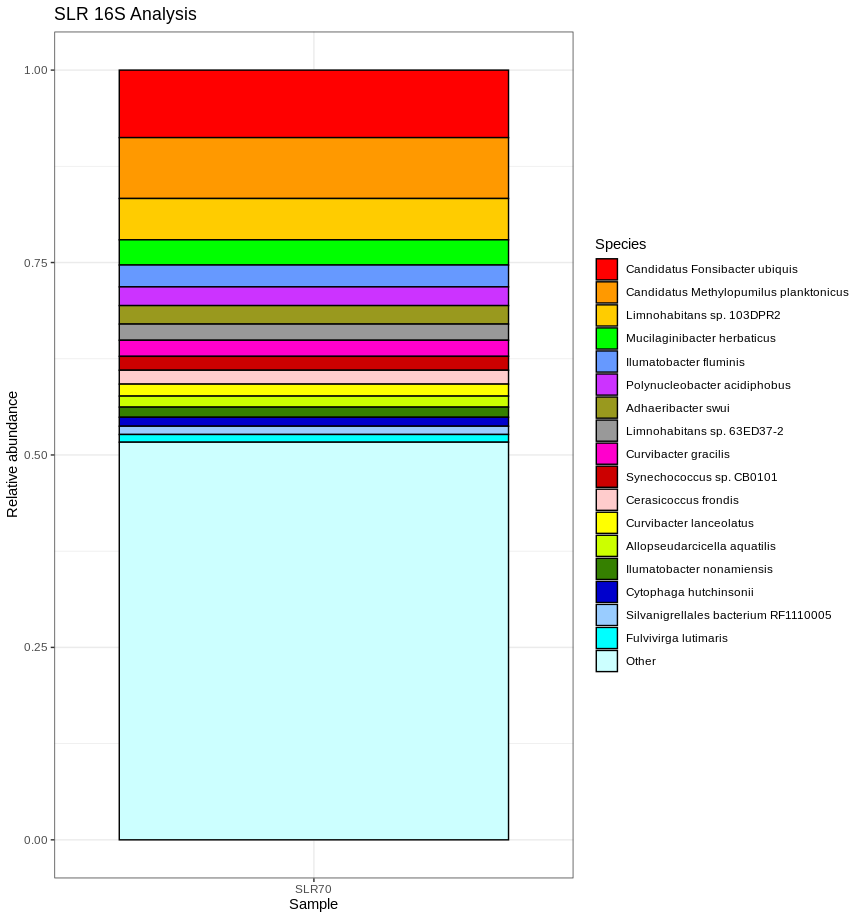 SLR 16S Analysis
1.00
0.75
0.50
0.25
0.00
Relative abundance
SLR70
Sample
Species
Candidatus Fonsibacter ubiquis
Candidatus Methylopumilus planktonicus
Limnohabitans sp. 103DPR2
Mucilaginibacter herbaticus
Ilumatobacter fluminis
Polynucleobacter acidiphobus
Adhaeribacter swui
Limnohabitans sp. 63ED37-2
Curvibacter gracilis
Synechococcus sp. CB0101
Cerasicoccus frondis
Curvibacter lanceolatus
Allopseudarcicella aquatilis
Ilumatobacter nonamiensis
Cytophaga hutchinsonii
Silvanigrellales bacterium RF1110005
Fulvivirga lutimaris
Other